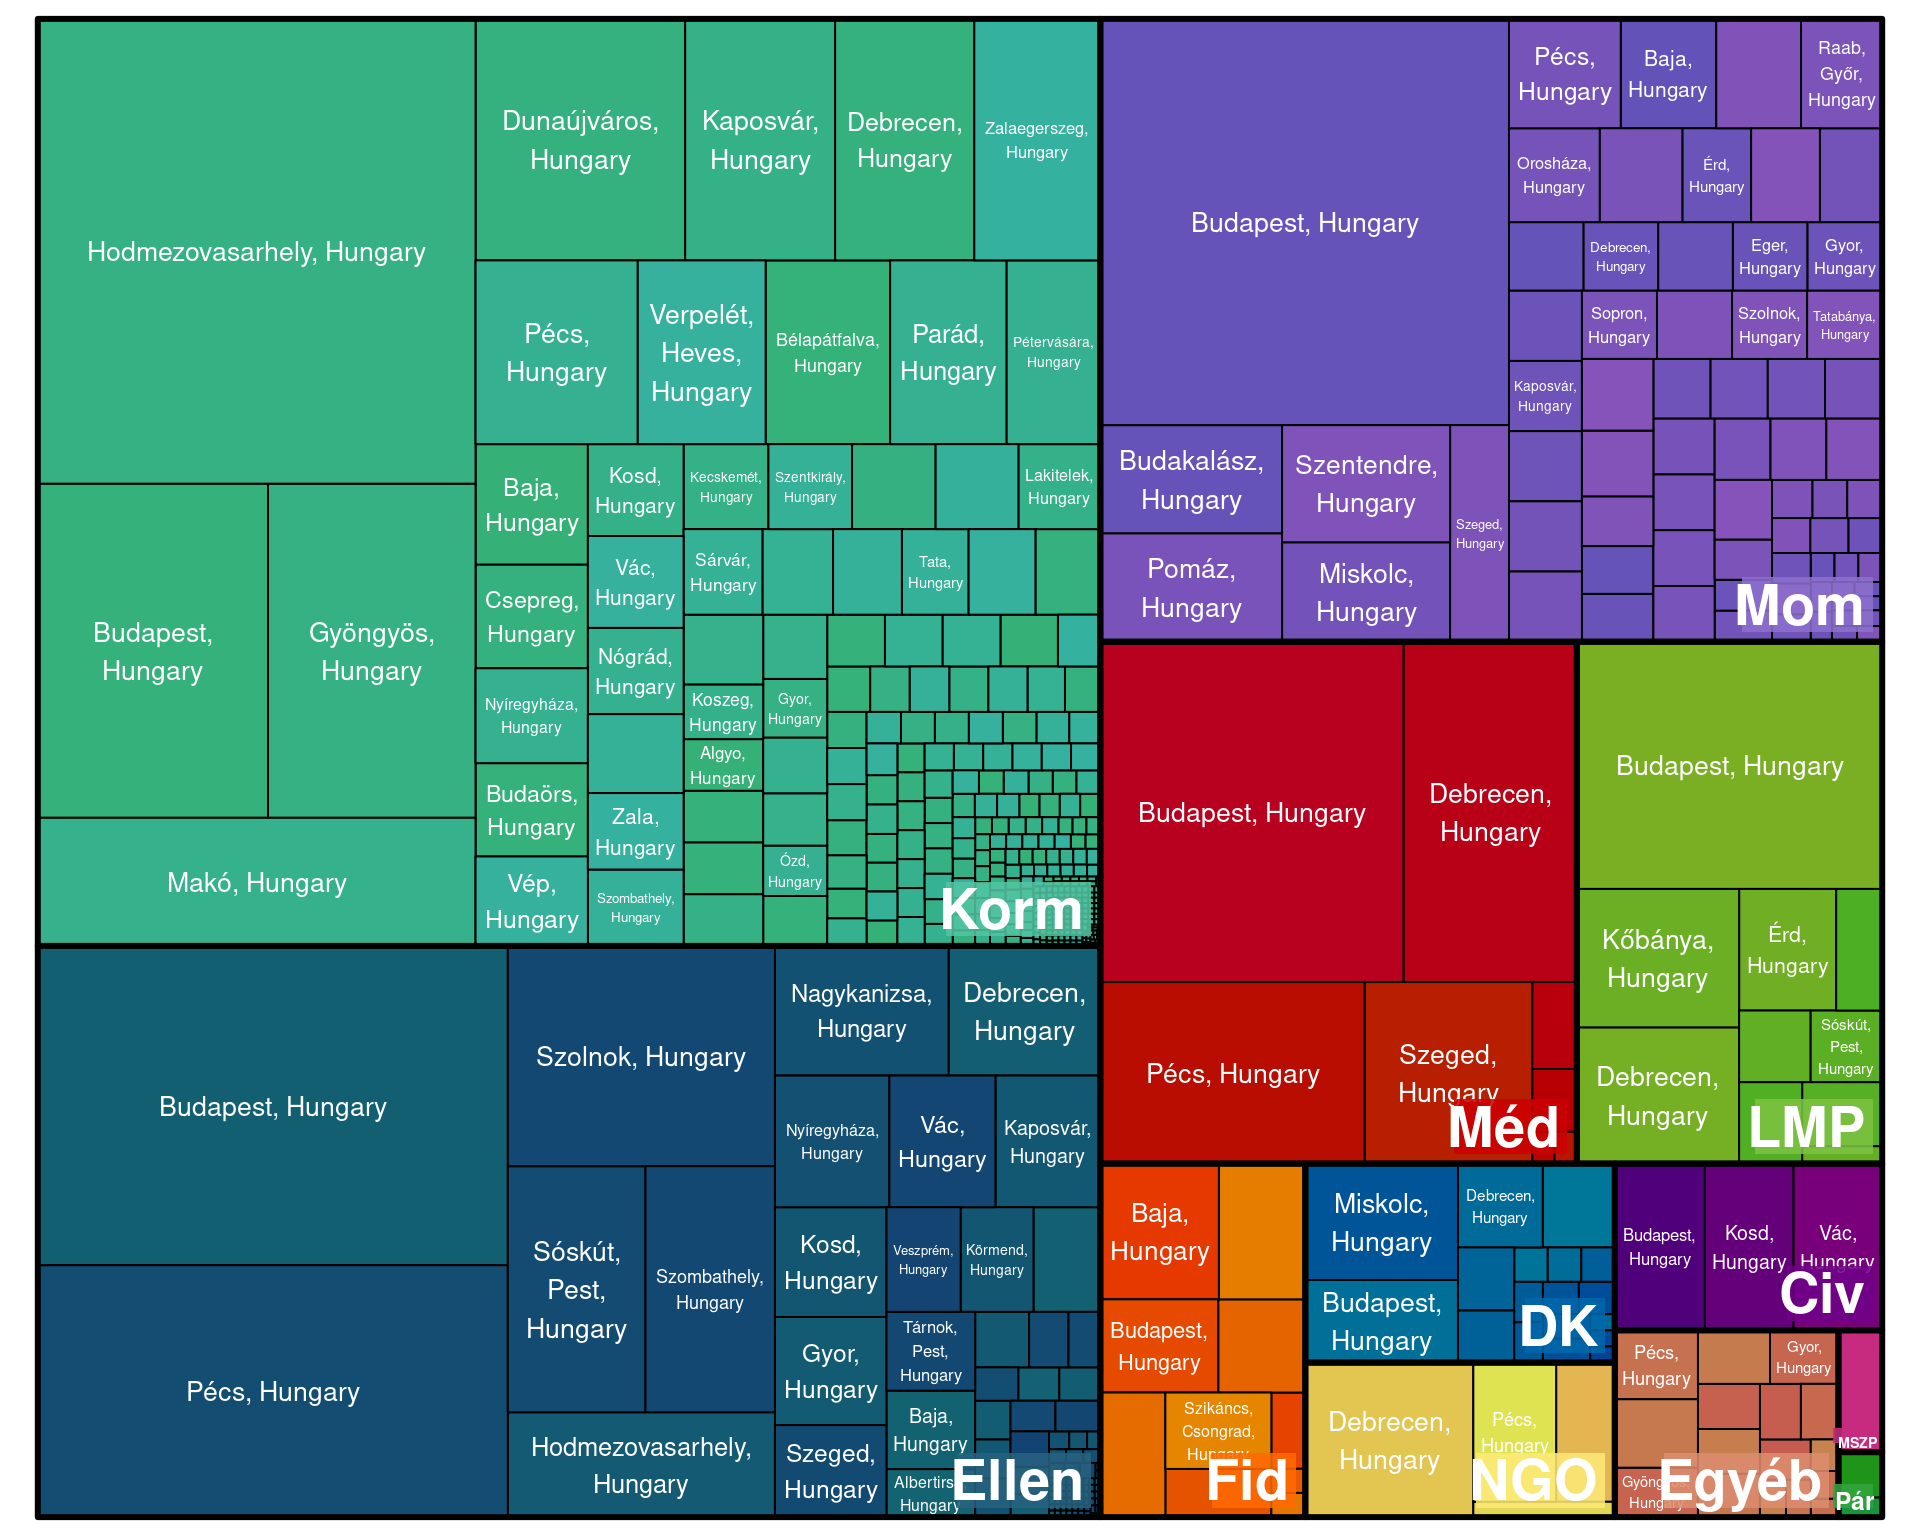 Hodmezovasarhely, Hungary
Budapest,
Hungary
Gyöngyös,
Hungary
Makó, Hungary
Dunaújváros,
Hungary
Kaposvár,
Hungary
Debrecen,
Hungary
Zalaegerszeg,
Hungary
Pécs,
Hungary
Verpelét,
Heves,
Hungary
Bélapátfalva,
Hungary
Parád,
Hungary
Pétervására,
Hungary
Baja,
Hungary
Csepreg,
Hungary
Nyíregyháza,
Hungary
Budaörs,
Hungary
Vép,
Hungary
Kosd,
Hungary
Vác,
Hungary
Nógrád,
Hungary
Zala,
Hungary
Szombathely,
Hungary
Kecskemét,
Hungary
Szentkirály,
Hungary
Lakitelek,
Hungary
Sárvár,
Hungary
Tata,
Hungary
Koszeg,
Hungary
Gyor,
Hungary
Algyo,
Hungary
Ózd,
Hungary
Korm
Budapest, Hungary
Pécs,
Hungary
Baja,
Hungary
Raab,
Győr,
Hungary
Orosháza,
Hungary
Érd,
Hungary
Debrecen,
Hungary
Eger,
Hungary
Gyor,
Hungary
Sopron,
Hungary
Szolnok,
Hungary
Tatabánya,
Hungary
Kaposvár,
Hungary
Budakalász,
Hungary
Szentendre,
Hungary
Szeged,
Hungary
Pomáz,
Hungary
Miskolc,
Hungary
Mom
Budapest, Hungary
Pécs, Hungary
Szolnok, Hungary
Sóskút,
Pest,
Hungary
Szombathely,
Hungary
Hodmezovasarhely,
Hungary
Nagykanizsa,
Hungary
Debrecen,
Hungary
Nyíregyháza,
Hungary
Vác,
Hungary
Kaposvár,
Hungary
Kosd,
Hungary
Veszprém,
Hungary
Körmend,
Hungary
Gyor,
Hungary
Tárnok,
Pest,
Hungary
Baja,
Hungary
Szeged,
Hungary
Albertirs
Hungary
Ellen
Budapest, Hungary
Debrecen,
Hungary
Pécs, Hungary
Szeged,
Hungary
Méd
Budapest, Hungary
Kőbánya,
Hungary
Érd,
Hungary
Debrecen,
Hungary
Sóskút,
Pest,
Hungary
LMP
Baja,
Hungary
Budapest,
Hungary
Szikáncs,
Csongrad,
Hungary
Fid
Miskolc,
Hungary
Debrecen,
Hungary
Budapest,
Hungary
DK
Budapest,
Hungary
Kosd,
Hungary
Vác,
Hungary
Civ
Debrecen,
Hungary
Pécs,
Hungary
NGO
Pécs,
Hungary
Gyor,
Hungary
Gyöngyös,
Hungary
Egyéb
MSZP
Pár